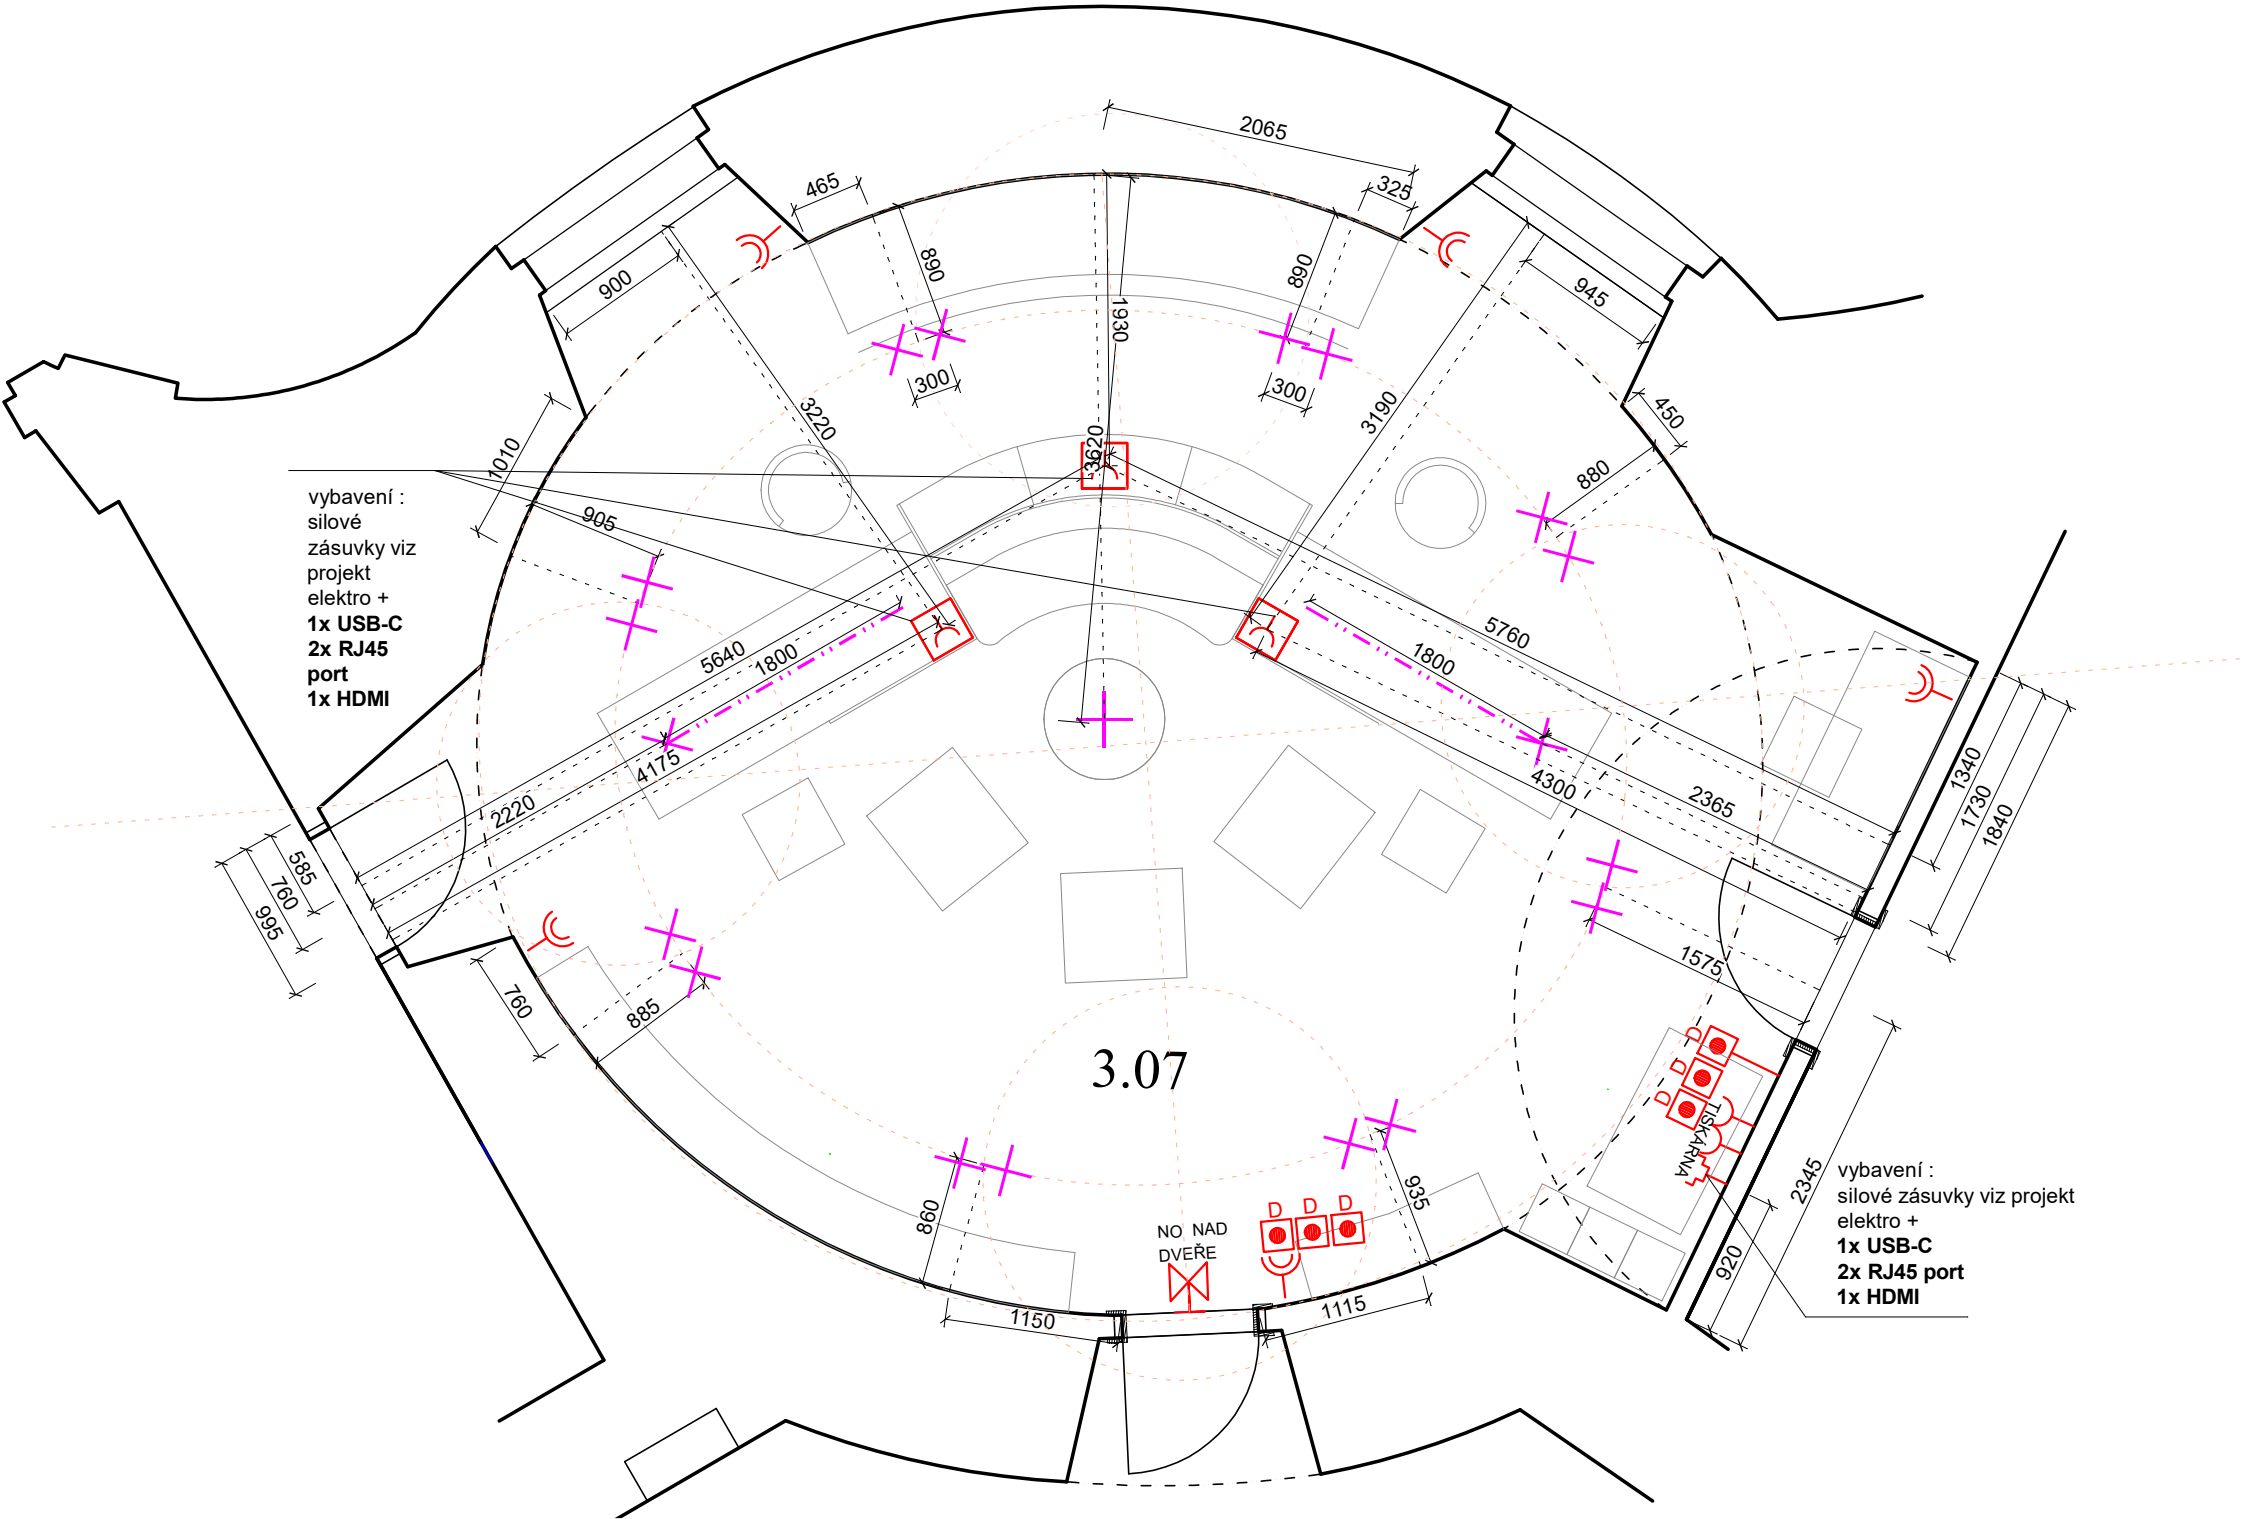 2065
465
325
890
890
900
945
1930
300
300
3220
3190
450
1010
880
3620
905
vybavení :
silové
zásuvky viz
projekt
elektro +
1x USB-C
2x RJ45
port
1x HDMI
5640
1800
5760
1800
4175
4300
2220
2365
1340
1730
1840
585
760
995
1575
760
885
3.07
D
D
D
TISKÁRNA
2345
vybavení :
silové zásuvky viz projekt
elektro +
1x USB-C
2x RJ45 port
1x HDMI
935
860
D D D
NO NAD
DVEŘE
920
1150
1115